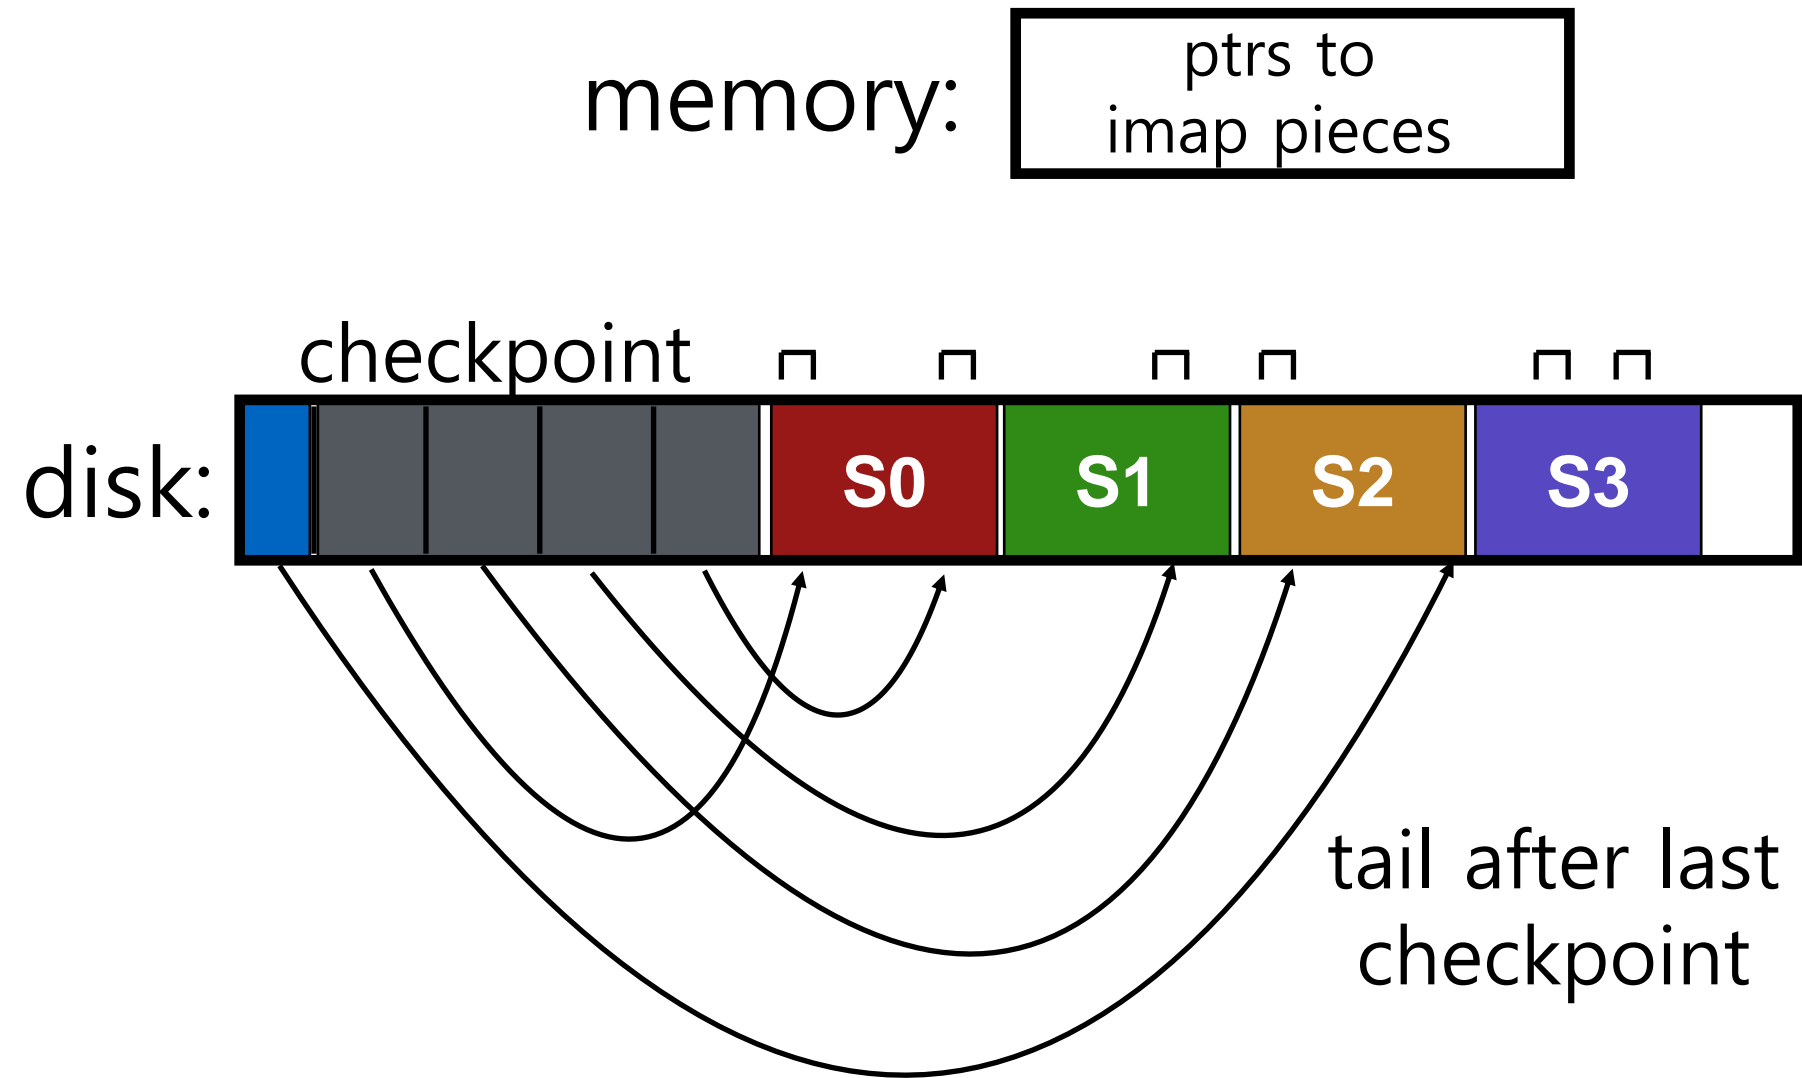 memory:
ptrs to
imap pieces
checkpoint
disk:
S0
S1
S2
S3
tail after last
checkpoint